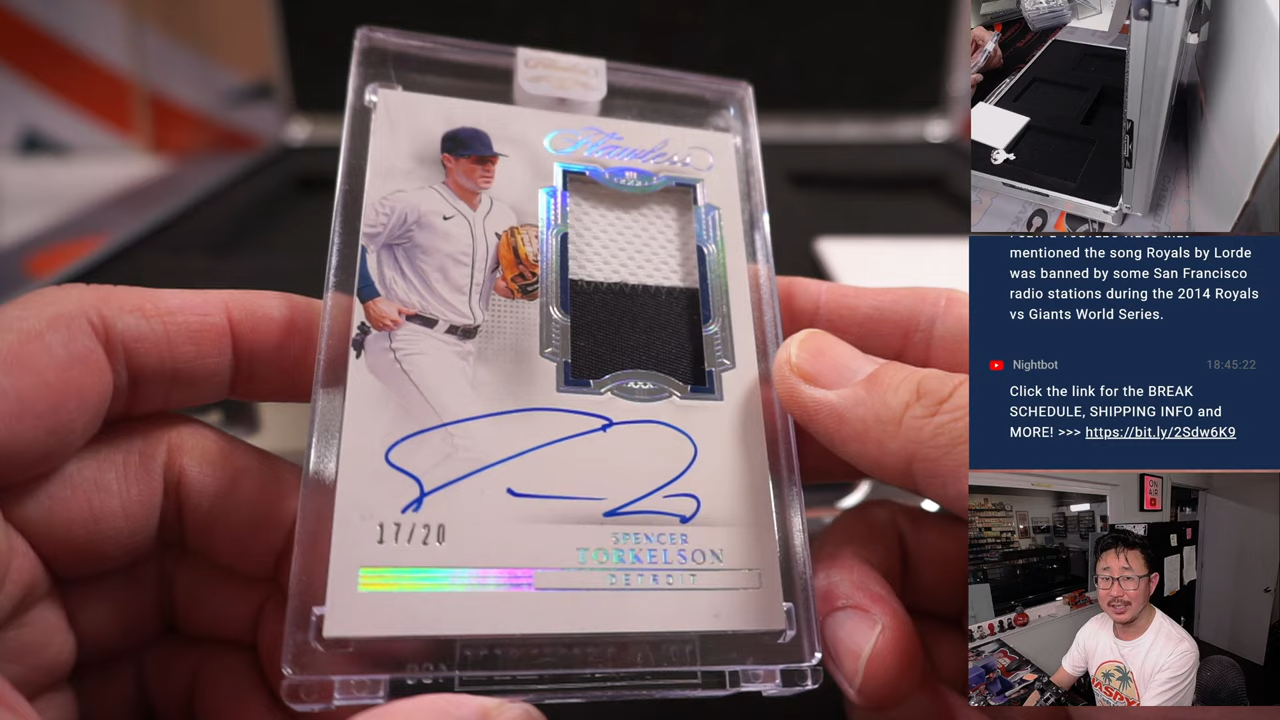 Flawless
17/20
SPENCER
TORKELSON
DETROIT
mentioned the song Royals by Lorde
was banned by some San Francisco
radio stations during the 2014 Royals
vs Giants World Series.
Nightbot
18:45:22
Click the link for the BREAK
SCHEDULE, SHIPPING INFO and
MORE! >>> https://bit.ly/2Sdw6K9
ON
AIR